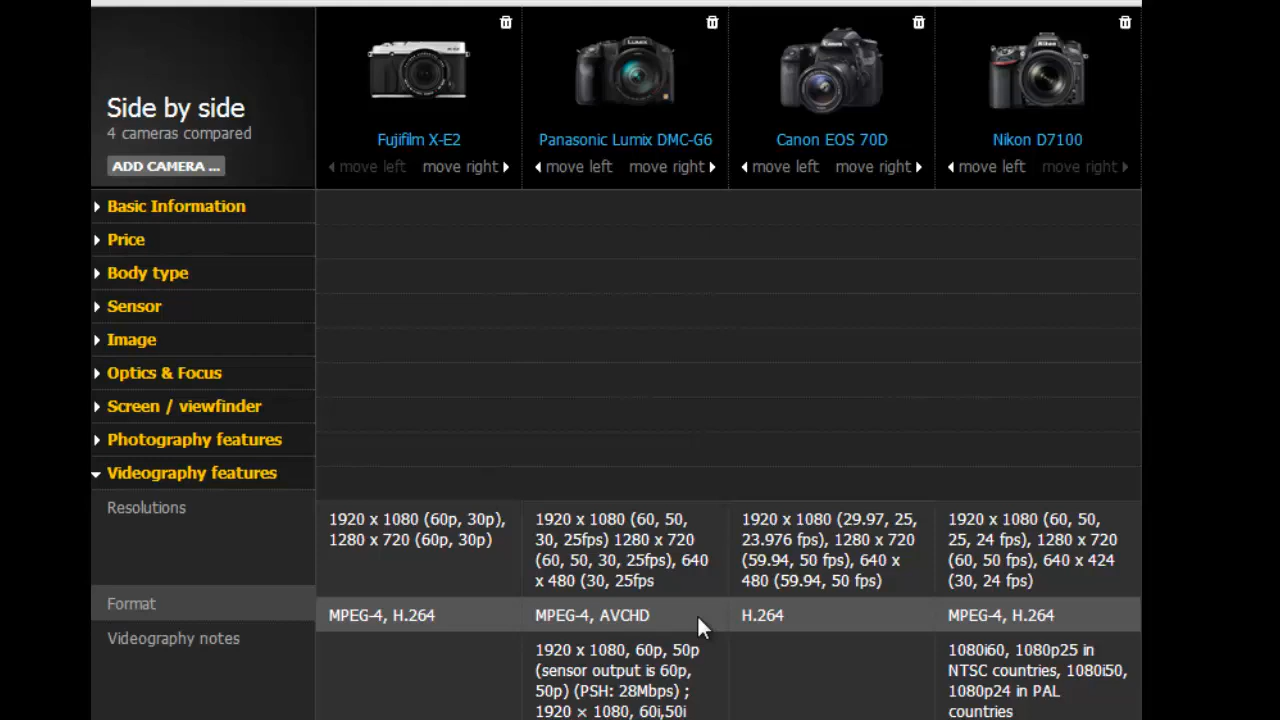 Side by side
4 cameras compared
ADD CAMERA ...
Fujifilm X-E2
move left move right
Panasonic Lumix DMC-G6
move left move right
Canon EOS 70D
move left move right
Nikon D7100
move left move right
Basic Information
Price
Body type
Sensor
Image
Optics & Focus
Screen / viewfinder
Photography features
Videography features
Resolutions
1920 x 1080 (60p, 30p),
1280 x 720 (60p, 30p)
1920 x 1080 (60, 50,
30, 25fps) 1280 x 720
(60, 50, 30, 25fps), 640
x 480 (30, 25fps
1920 x 1080 (29.97, 25,
23.976 fps), 1280 x 720
(59.94, 50 fps), 640 x
480 (59.94, 50 fps)
1920 x 1080 (60, 50,
25, 24 fps), 1280 x 720
(60, 50 fps), 640 x 424
(30, 24 fps)
Format
MPEG-4, H.264
MPEG-4, AVCHD
H.264
MPEG-4, H.264
Videography notes
1920 x 1080, 60p, 50p
(sensor output is 60p,
50p) (PSH: 28Mbps) ;
1920 × 1080, 60i,50i
1080i60, 1080p25 in
NTSC countries, 1080i50,
1080p24 in PAL
countries